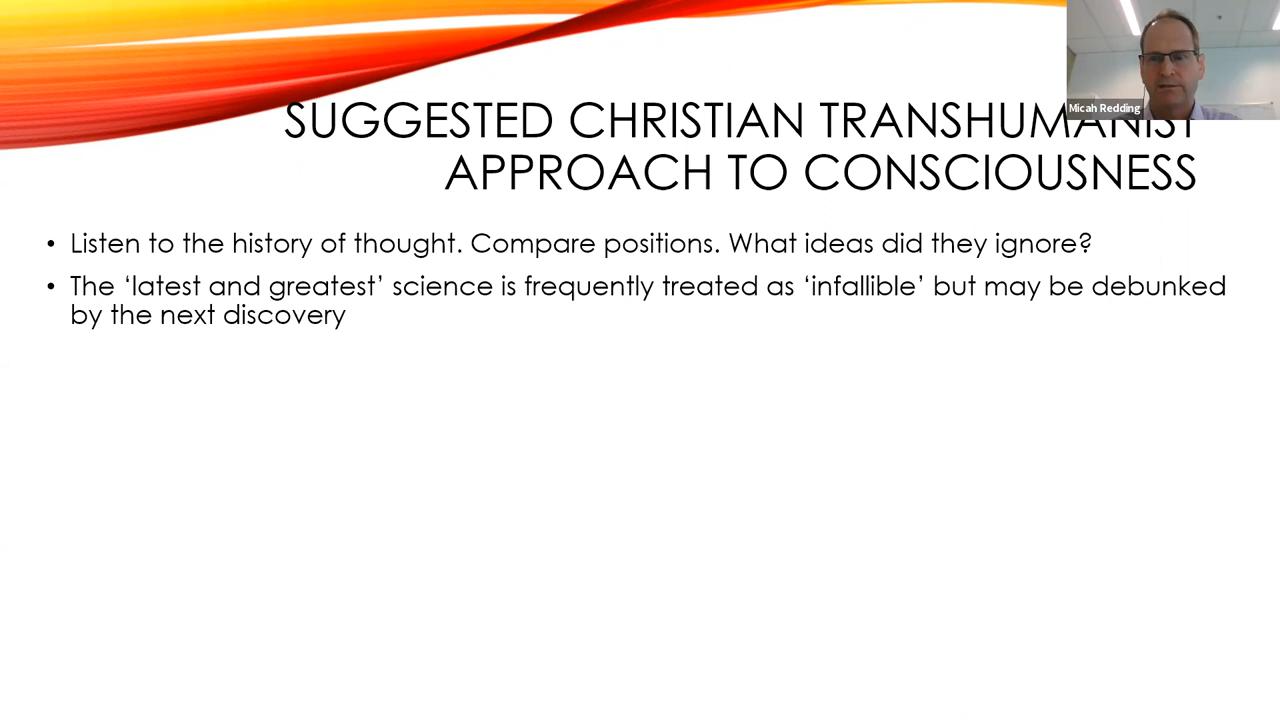 Micah Redding
SUGGESTED CHRISTIAN TRANSHUMANIST
APPROACH TO CONSCIOUSNESS
• Listen to the history of thought. Compare positions. What ideas did they ignore?
• The ‘latest and greatest’ science is frequently treated as ‘infallible’ but may be debunked
by the next discovery